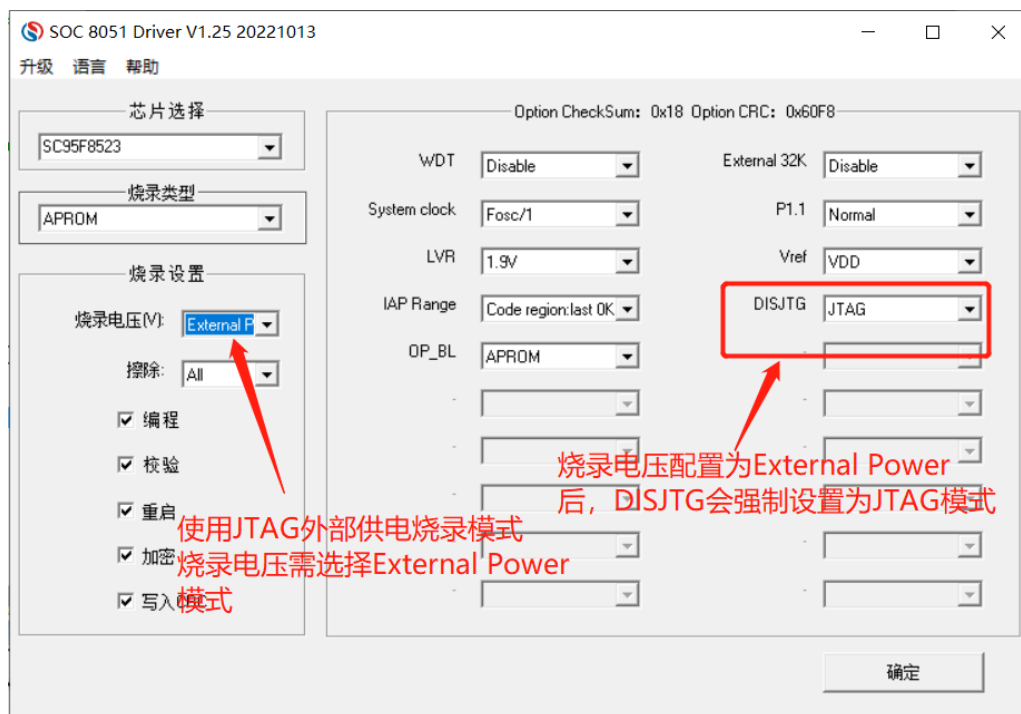 SOC 8051 Driver V1.25 20221013
升级 语言 帮助
芯片选择
SC95F8523
烧录类型
APROM
烧录设置
烧录电压(V): External P
擦除: All
编程
校验
重启
加密
写入CRC
使用JTAG外部供电烧录模式
烧录电压需选择External Power
模式
Option CheckSum: 0x18 Option CRC: 0x60F8
WDT Disable External 32K Disable
System clock Fosc/1 P1.1 Normal
LVR 1.9V Vref VDD
IAP Range Code region:last 0K DISJTG JTAG
OP_BL APROM
烧录电压配置为External Power
后，DISJTG会强制设置为JTAG模式
确定